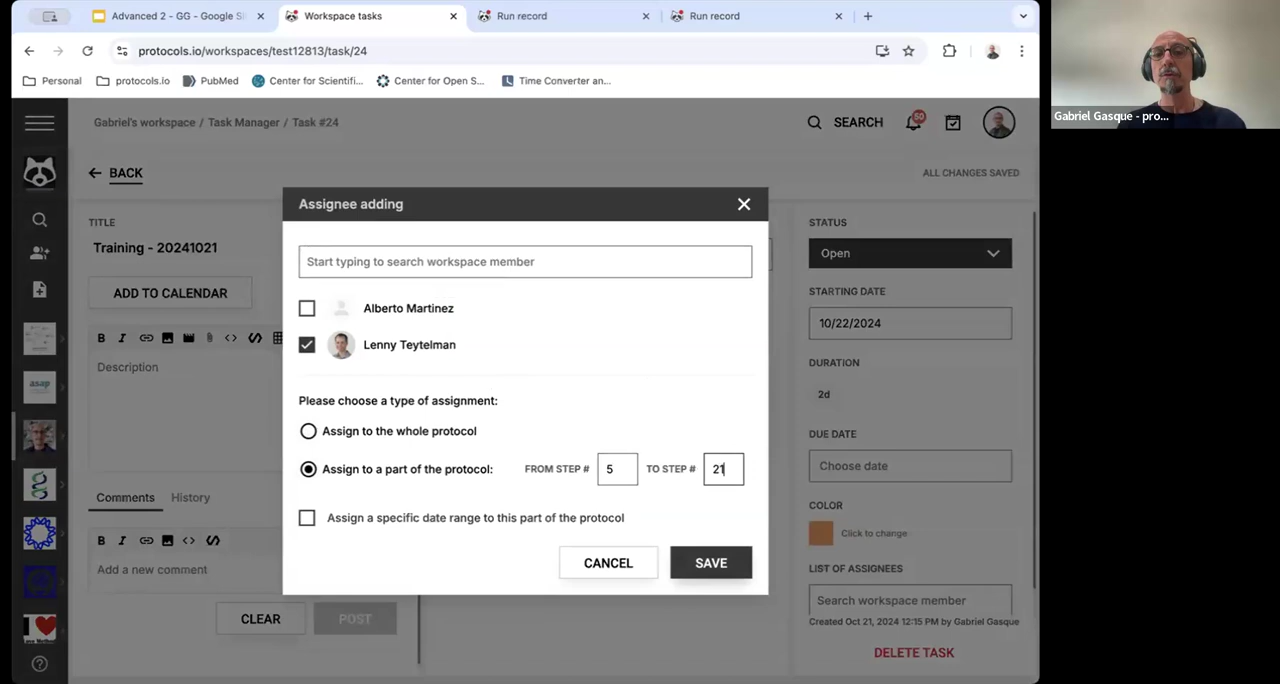 Advanced 2 - GG - Google Sl
Workspace tasks
Run record
Run record
protocols.io/workspaces/test12813/task/24
Personal
protocols.io
PubMed
Center for Scientifi...
Center for Open S...
Time Converter an...
Gabriel's workspace / Task Manager / Task #24
SEARCH
50
BACK
ALL CHANGES SAVED
Assignee adding
TITLE
Training - 20241021
ADD TO CALENDAR
Description
Start typing to search workspace member
Alberto Martinez
Lenny Teytelman
Please choose a type of assignment:
Assign to the whole protocol
Assign to a part of the protocol:
FROM STEP #
5
TO STEP #
21
Assign a specific date range to this part of the protocol
CANCEL
SAVE
Comments
History
Add a new comment
CLEAR
POST
STATUS
Open
STARTING DATE
10/22/2024
DURATION
2d
DUE DATE
Choose date
COLOR
Click to change
LIST OF ASSIGNEES
Search workspace member
Created Oct 21, 2024 12:15 PM by Gabriel Gasque
DELETE TASK
asap
Gabriel Gasque - pro...